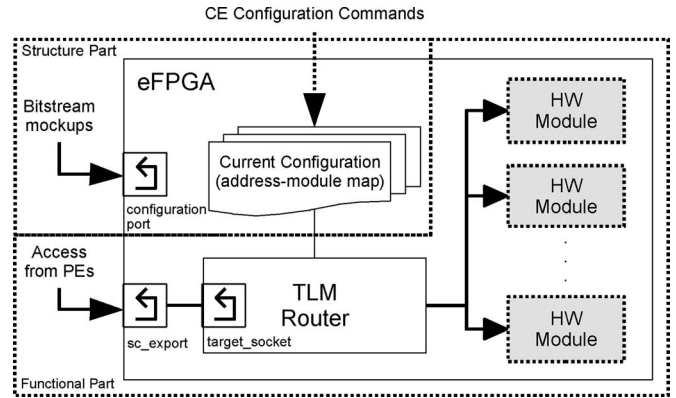 CE Configuration Commands
Structure Part
eFPGA
Bitstream
mockups
Current Configuration
(address-module map)
configuration
port
HW
Module
HW
Module
.
.
.
HW
Module
Access
from PEs
TLM
Router
sc_export
target_socket
Functional Part